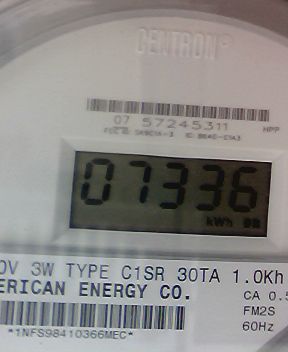 CENTRON®
07 57245311
HPP
07336
kWh
0V 3W TYPE C1SR 30TA 1.0Kh
ERICAN ENERGY CO.
CA 0.5
FM2S
60Hz
*1NFS98410366MEC*